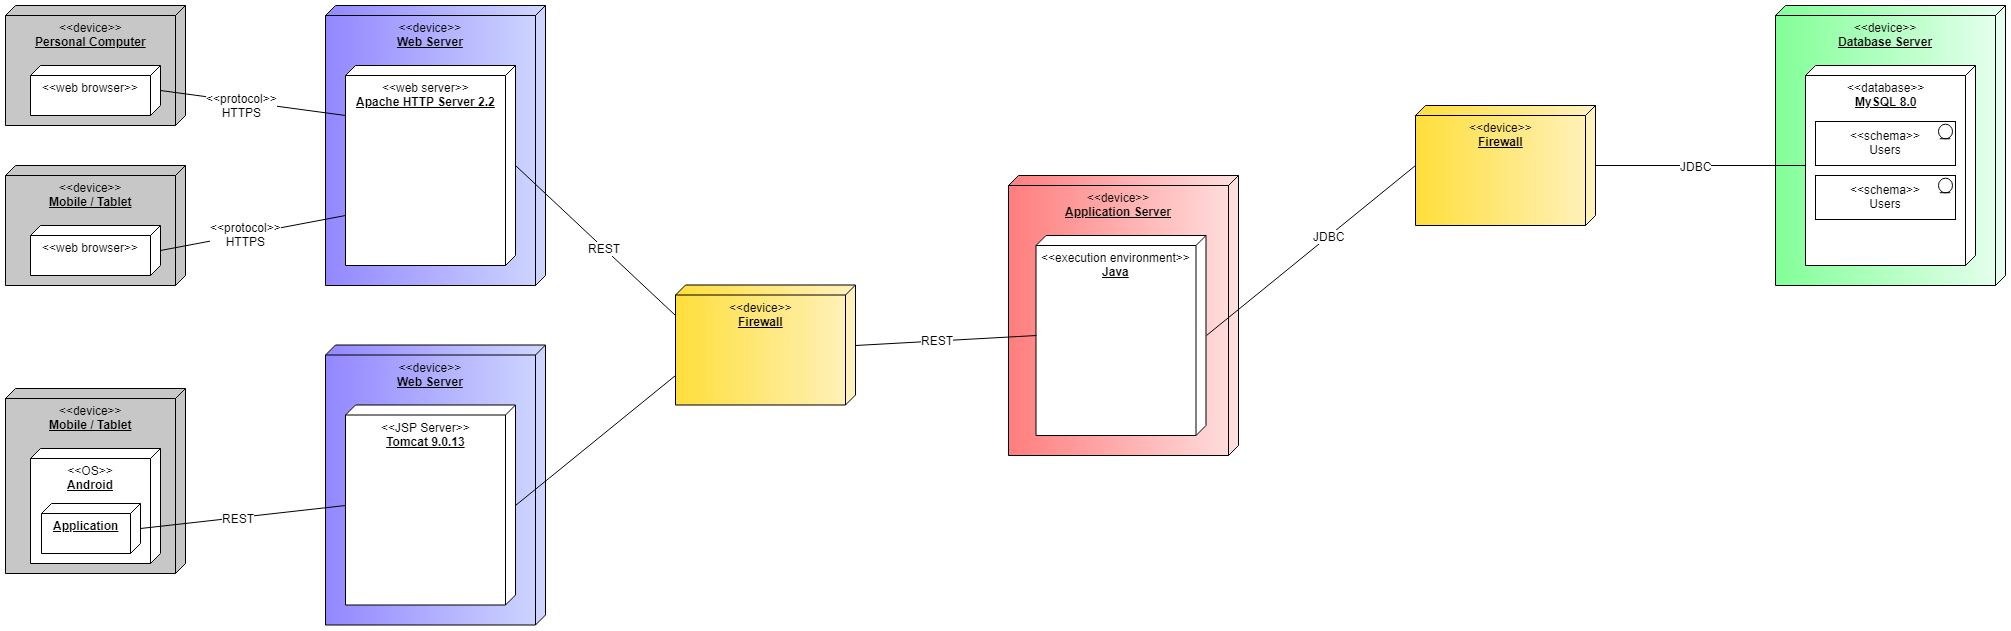 <<device>>
Personal Computer
<<web browser>>
<<protocol>>
HTTPS
<<device>>
Mobile / Tablet
<<web browser>>
<<protocol>>
HTTPS
<<device>>
Mobile / Tablet
<<OS>>
Android
Application
REST
<<device>>
Web Server
<<web server>>
Apache HTTP Server 2.2
<<device>>
Web Server
<<JSP Server>>
Tomcat 9.0.13
REST
<<device>>
Firewall
REST
<<device>>
Application Server
<<execution environment>>
Java
JDBC
<<device>>
Firewall
JDBC
<<device>>
Database Server
<<database>>
MySQL 8.0
<<schema>>
Users
<<schema>>
Users